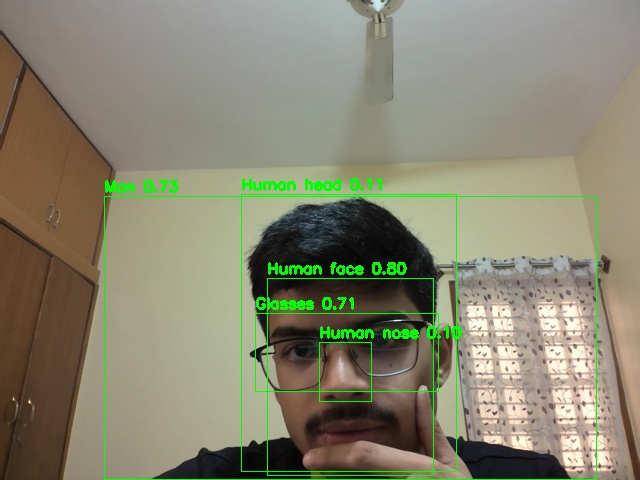 Man 0.73
Human head 0.11
Human face 0.80
Glasses 0.71
Human nose 0.10